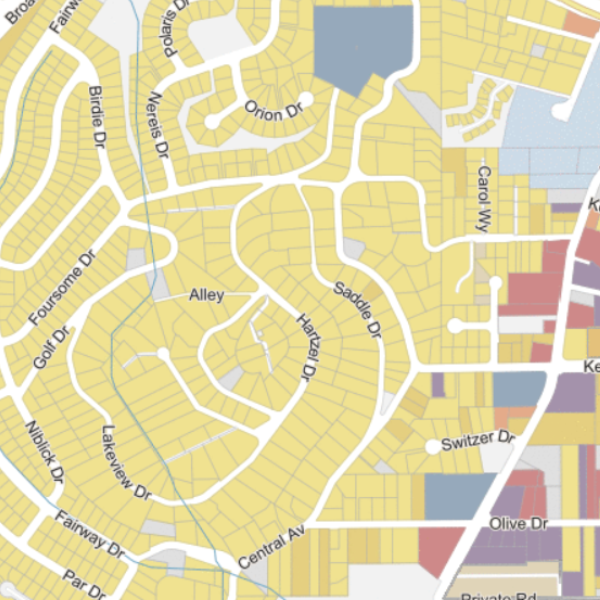 Broa
Fairw
Polaris Dr
Birdie Dr
Nereis Dr
Orion Dr
Carol Wy
K
Foursome Dr
Alley
Saddle Dr
Golf Dr
Hartzel Dr
Ke
Niblick Dr
Lakeview Dr
Switzer Dr
Fairway Dr
Central Av
Olive Dr
Par Dr
Private Rd